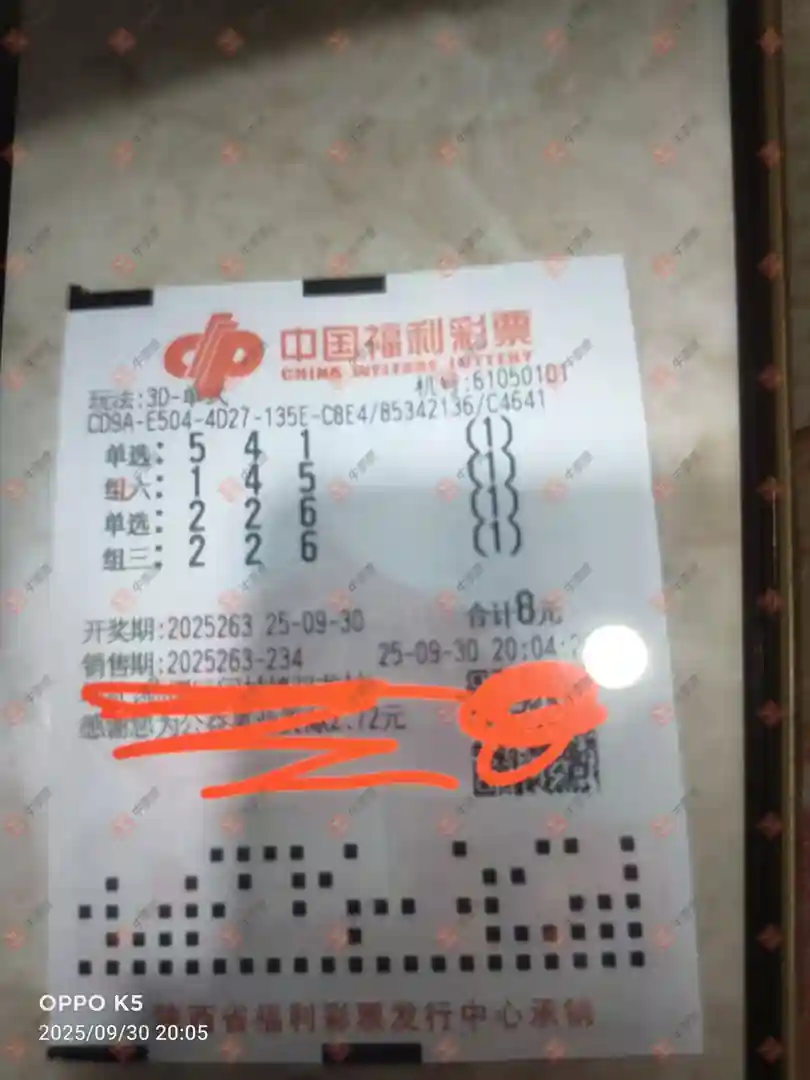 中国福利彩票
CHINA WELFARE LOTTERY
玩法:3D-单式 机号:61050101
CD9A-E504-4D27-135E-C8E4/85342136/C4641
单选: 5 4 1 (1)
组六: 1 4 5 (1)
单选: 2 2 6 (1)
组三: 2 2 6 (1)
合计8元
开奖期:2025263 25-09-30
销售期:2025263-234 25-09-30 20:04:2
感谢您为公益事业贡献2.72元
陕西省福利彩票发行中心承销
OPPO K5
2025/09/30 20:05